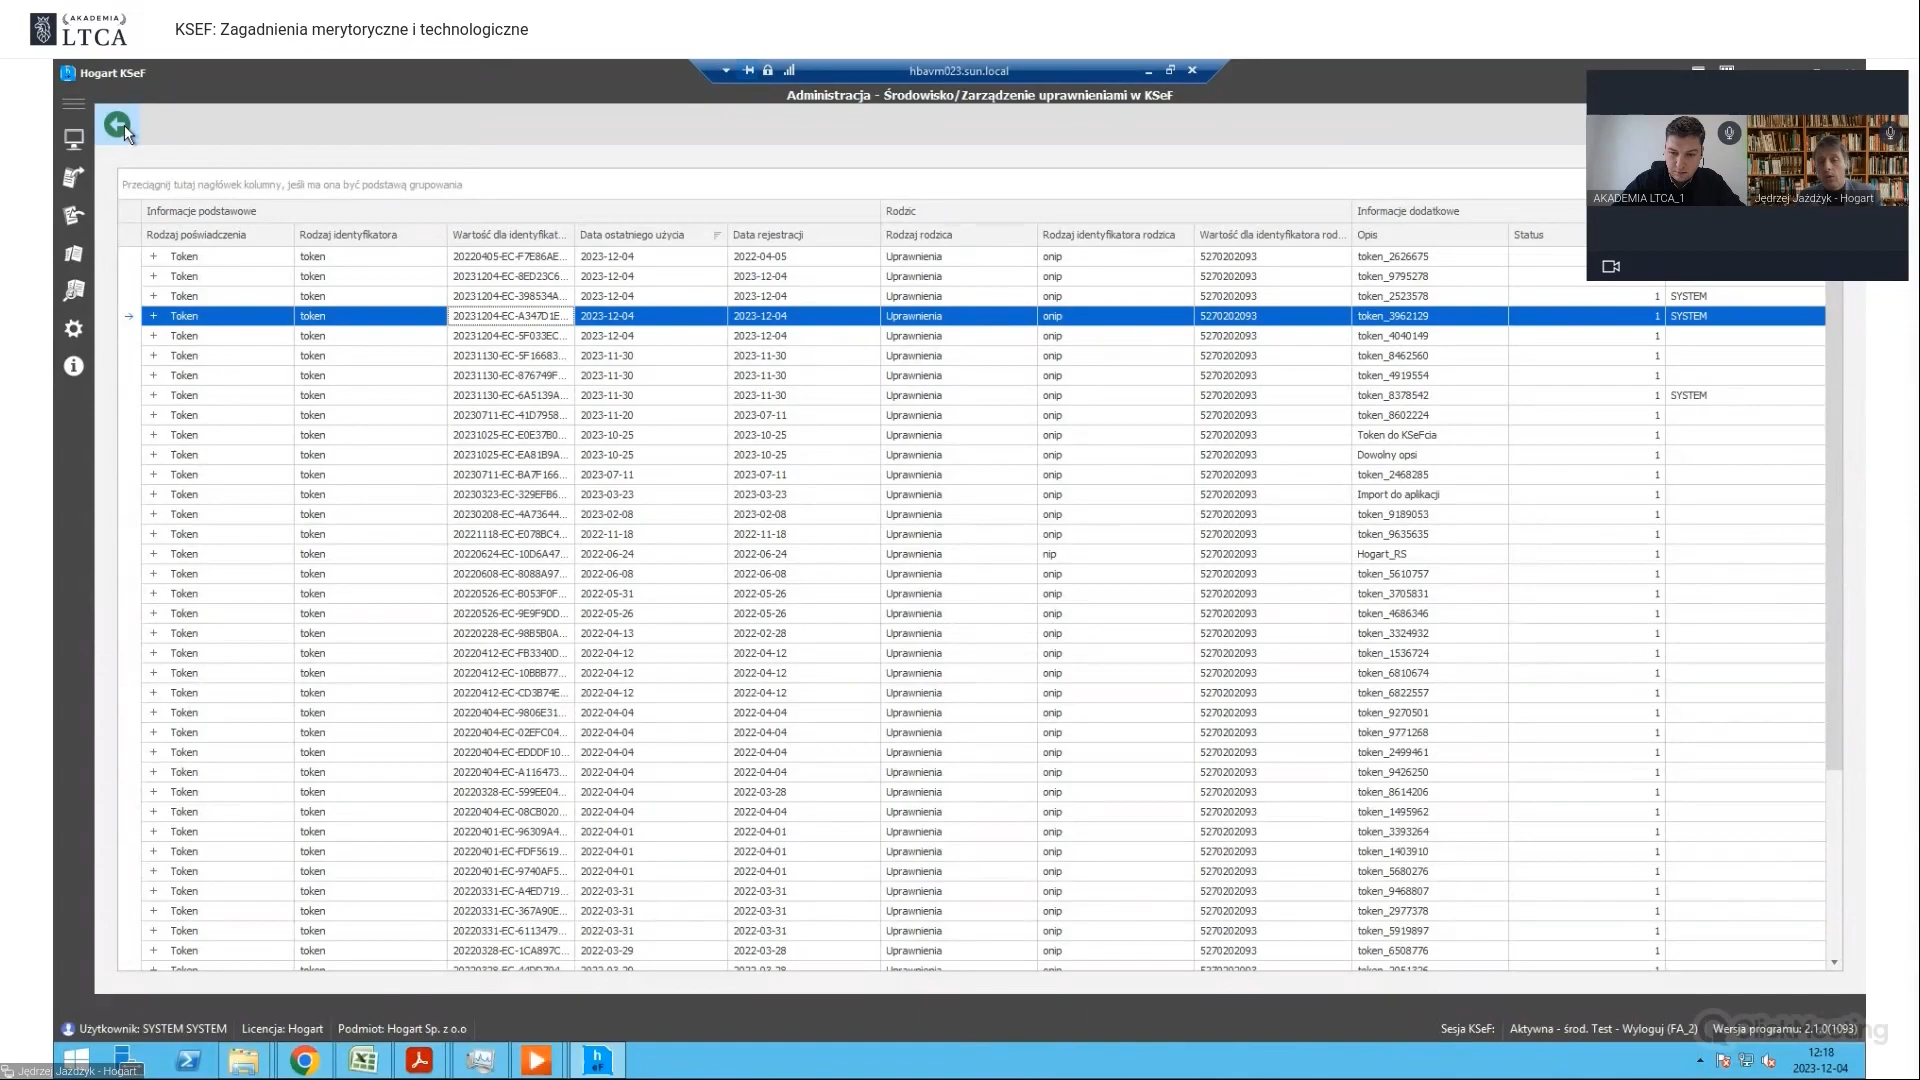 (AKADEMIA)
LTCA
KSEF: Zagadnienia merytoryczne i technologiczne
Hogart KSeF
hbavm023.sun.local
Administracja - Środowisko/Zarządzenie uprawnieniami w KSeF
AKADEMIA LTCA_1
Jędrzej Jażdżyk - Hogart
Przeciągnij tutaj nagłówek kolumny, jeśli ma ona być podstawą grupowania
Informacje podstawowe Rodzic Informacje dodatkowe
Rodzaj poświadczenia Rodzaj identyfikatora Wartość dla identyfikat... Data ostatniego użycia Data rejestracji Rodzaj rodzica Rodzaj identyfikatora rodzica Wartość dla identyfikatora rod... Opis Status
+ Token token 20220405-EC-F7E86AE... 2023-12-04 2022-04-05 Uprawnienia onip 5270202093 token_2626675
+ Token token 20231204-EC-8ED23C6... 2023-12-04 2023-12-04 Uprawnienia onip 5270202093 token_9795278
+ Token token 20231204-EC-398534A... 2023-12-04 2023-12-04 Uprawnienia onip 5270202093 token_2523578 1 SYSTEM
+ Token token 20231204-EC-A347D1E... 2023-12-04 2023-12-04 Uprawnienia onip 5270202093 token_3962129 1 SYSTEM
+ Token token 20231204-EC-5F033EC... 2023-12-04 2023-12-04 Uprawnienia onip 5270202093 token_4040149 1
+ Token token 20231130-EC-5F16683... 2023-11-30 2023-11-30 Uprawnienia onip 5270202093 token_8462560 1
+ Token token 20231130-EC-876749F... 2023-11-30 2023-11-30 Uprawnienia onip 5270202093 token_4919554 1
+ Token token 20231130-EC-6A5139A... 2023-11-30 2023-11-30 Uprawnienia onip 5270202093 token_8378542 1 SYSTEM
+ Token token 20230711-EC-41D7958... 2023-11-20 2023-07-11 Uprawnienia onip 5270202093 token_8602224 1
+ Token token 20231025-EC-E0E37B0... 2023-10-25 2023-10-25 Uprawnienia onip 5270202093 Token do KSeFcia 1
+ Token token 20231025-EC-EA81B9A... 2023-10-25 2023-10-25 Uprawnienia onip 5270202093 Dowolny opsi 1
+ Token token 20230711-EC-BA7F166... 2023-07-11 2023-07-11 Uprawnienia onip 5270202093 token_2468285 1
+ Token token 20230323-EC-329EFB6... 2023-03-23 2023-03-23 Uprawnienia onip 5270202093 Import do aplikacji 1
+ Token token 20230208-EC-4A73644... 2023-02-08 2023-02-08 Uprawnienia onip 5270202093 token_9189053 1
+ Token token 20221118-EC-E078BC4... 2022-11-18 2022-11-18 Uprawnienia onip 5270202093 token_9635635 1
+ Token token 20220624-EC-10D6A47... 2022-06-24 2022-06-24 Uprawnienia nip 5270202093 Hogart_RS 1
+ Token token 20220608-EC-8088A97... 2022-06-08 2022-06-08 Uprawnienia onip 5270202093 token_5610757 1
+ Token token 20220526-EC-B053F0F... 2022-05-31 2022-05-26 Uprawnienia onip 5270202093 token_3705831 1
+ Token token 20220526-EC-9E9F9DD... 2022-05-26 2022-05-26 Uprawnienia onip 5270202093 token_4686346 1
+ Token token 20220228-EC-98B5B0A... 2022-04-13 2022-02-28 Uprawnienia onip 5270202093 token_3324932 1
+ Token token 20220412-EC-FB3340D... 2022-04-12 2022-04-12 Uprawnienia onip 5270202093 token_1536724 1
+ Token token 20220412-EC-10BBB77... 2022-04-12 2022-04-12 Uprawnienia onip 5270202093 token_6810674 1
+ Token token 20220412-EC-CD3B74E... 2022-04-12 2022-04-12 Uprawnienia onip 5270202093 token_6822557 1
+ Token token 20220404-EC-9806E31... 2022-04-04 2022-04-04 Uprawnienia onip 5270202093 token_9270501 1
+ Token token 20220404-EC-02EFC04... 2022-04-04 2022-04-04 Uprawnienia onip 5270202093 token_9771268 1
+ Token token 20220404-EC-EDDDF10... 2022-04-04 2022-04-04 Uprawnienia onip 5270202093 token_2499461 1
+ Token token 20220404-EC-A116473... 2022-04-04 2022-04-04 Uprawnienia onip 5270202093 token_9426250 1
+ Token token 20220328-EC-599EE04... 2022-04-04 2022-03-28 Uprawnienia onip 5270202093 token_8614206 1
+ Token token 20220404-EC-08CB020... 2022-04-04 2022-04-04 Uprawnienia onip 5270202093 token_1495962 1
+ Token token 20220401-EC-96309A4... 2022-04-01 2022-04-01 Uprawnienia onip 5270202093 token_3393264 1
+ Token token 20220401-EC-FDF5619... 2022-04-01 2022-04-01 Uprawnienia onip 5270202093 token_1403910 1
+ Token token 20220401-EC-9740AF5... 2022-04-01 2022-04-01 Uprawnienia onip 5270202093 token_5680276 1
+ Token token 20220331-EC-A4ED719... 2022-03-31 2022-03-31 Uprawnienia onip 5270202093 token_9468807 1
+ Token token 20220331-EC-367A90E... 2022-03-31 2022-03-31 Uprawnienia onip 5270202093 token_2977378 1
+ Token token 20220331-EC-6113479... 2022-03-31 2022-03-31 Uprawnienia onip 5270202093 token_5919897 1
+ Token token 20220328-EC-1CA897C... 2022-03-29 2022-03-28 Uprawnienia onip 5270202093 token_6508776 1
Użytkownik: SYSTEM SYSTEM Licencja: Hogart Podmiot: Hogart Sp. z o.o Sesja KSeF: Aktywna - środ. Test - Wyloguj (FA_2) Wersja programu: 2.1.0(1093)
ClickMeeting
12:18
2023-12-04
Jędrzej Jażdżyk - Hogart